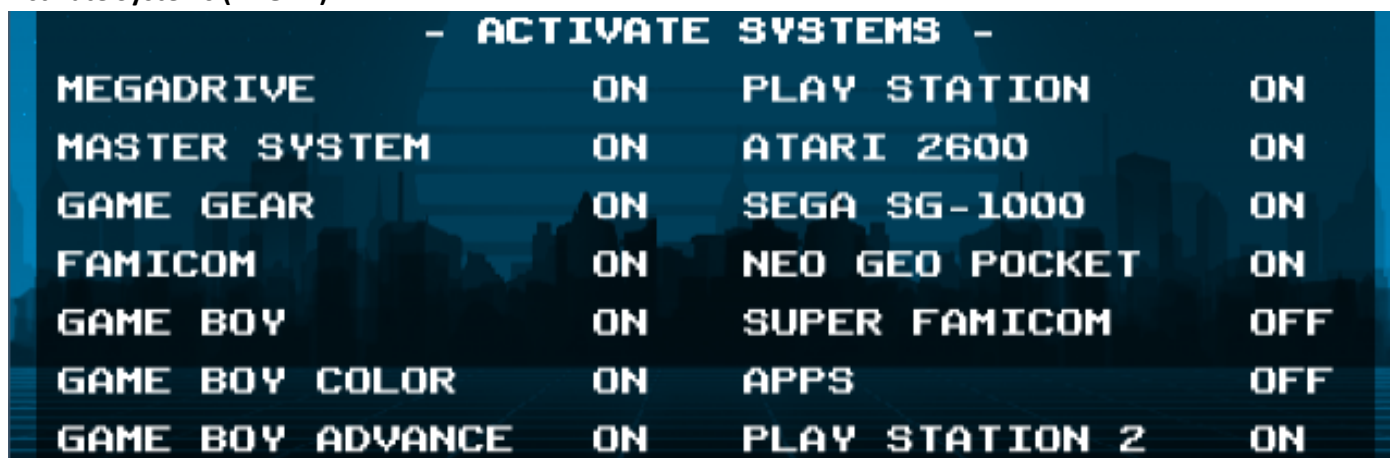 - ACTIVATE SYSTEMS -
MEGADRIVE ON PLAY STATION ON
MASTER SYSTEM ON ATARI 2600 ON
GAME GEAR ON SEGA SG-1000 ON
FAMICOM ON NEO GEO POCKET ON
GAME BOY ON SUPER FAMICOM OFF
GAME BOY COLOR ON APPS OFF
GAME BOY ADVANCE ON PLAY STATION 2 ON